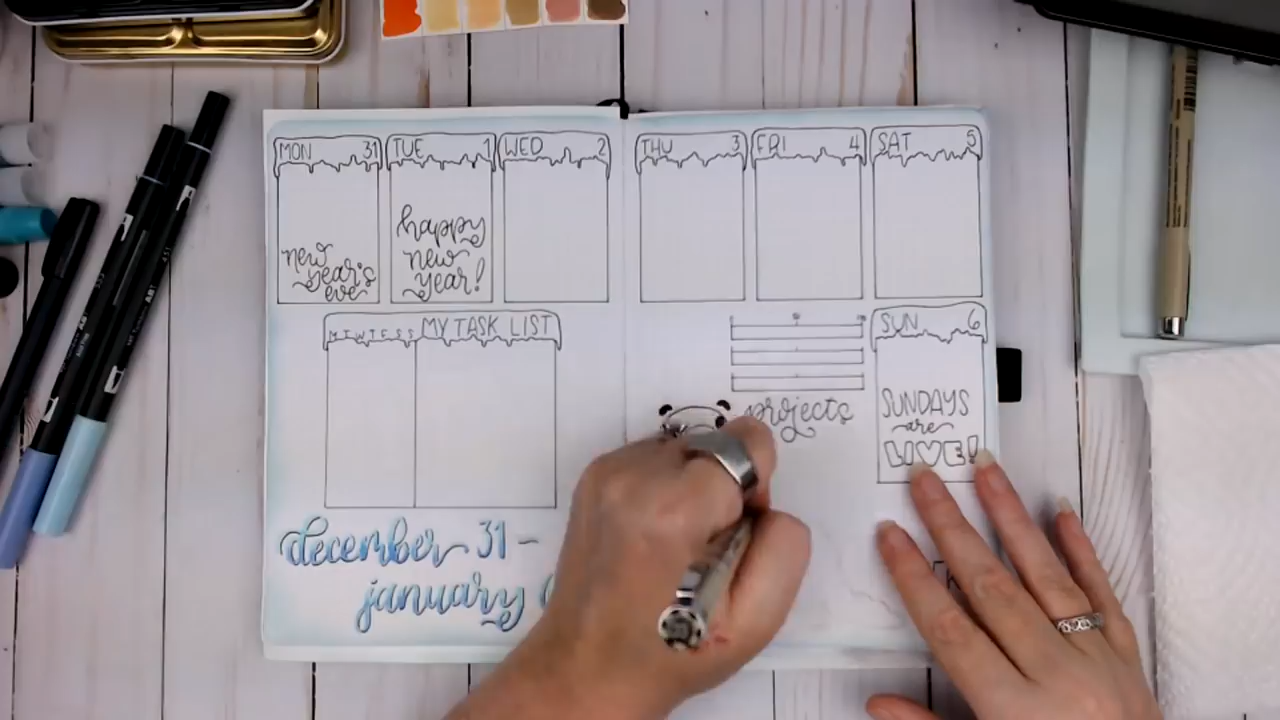 MON 31
TUE 1
WED 2
THU 3
FRI 4
SAT 5
new
year's
eve
happy
new
year!
MTWTFSS MY TASK LIST
SUN 6
projects
SUNDAYS
are
LIVE!
december 31 -
january